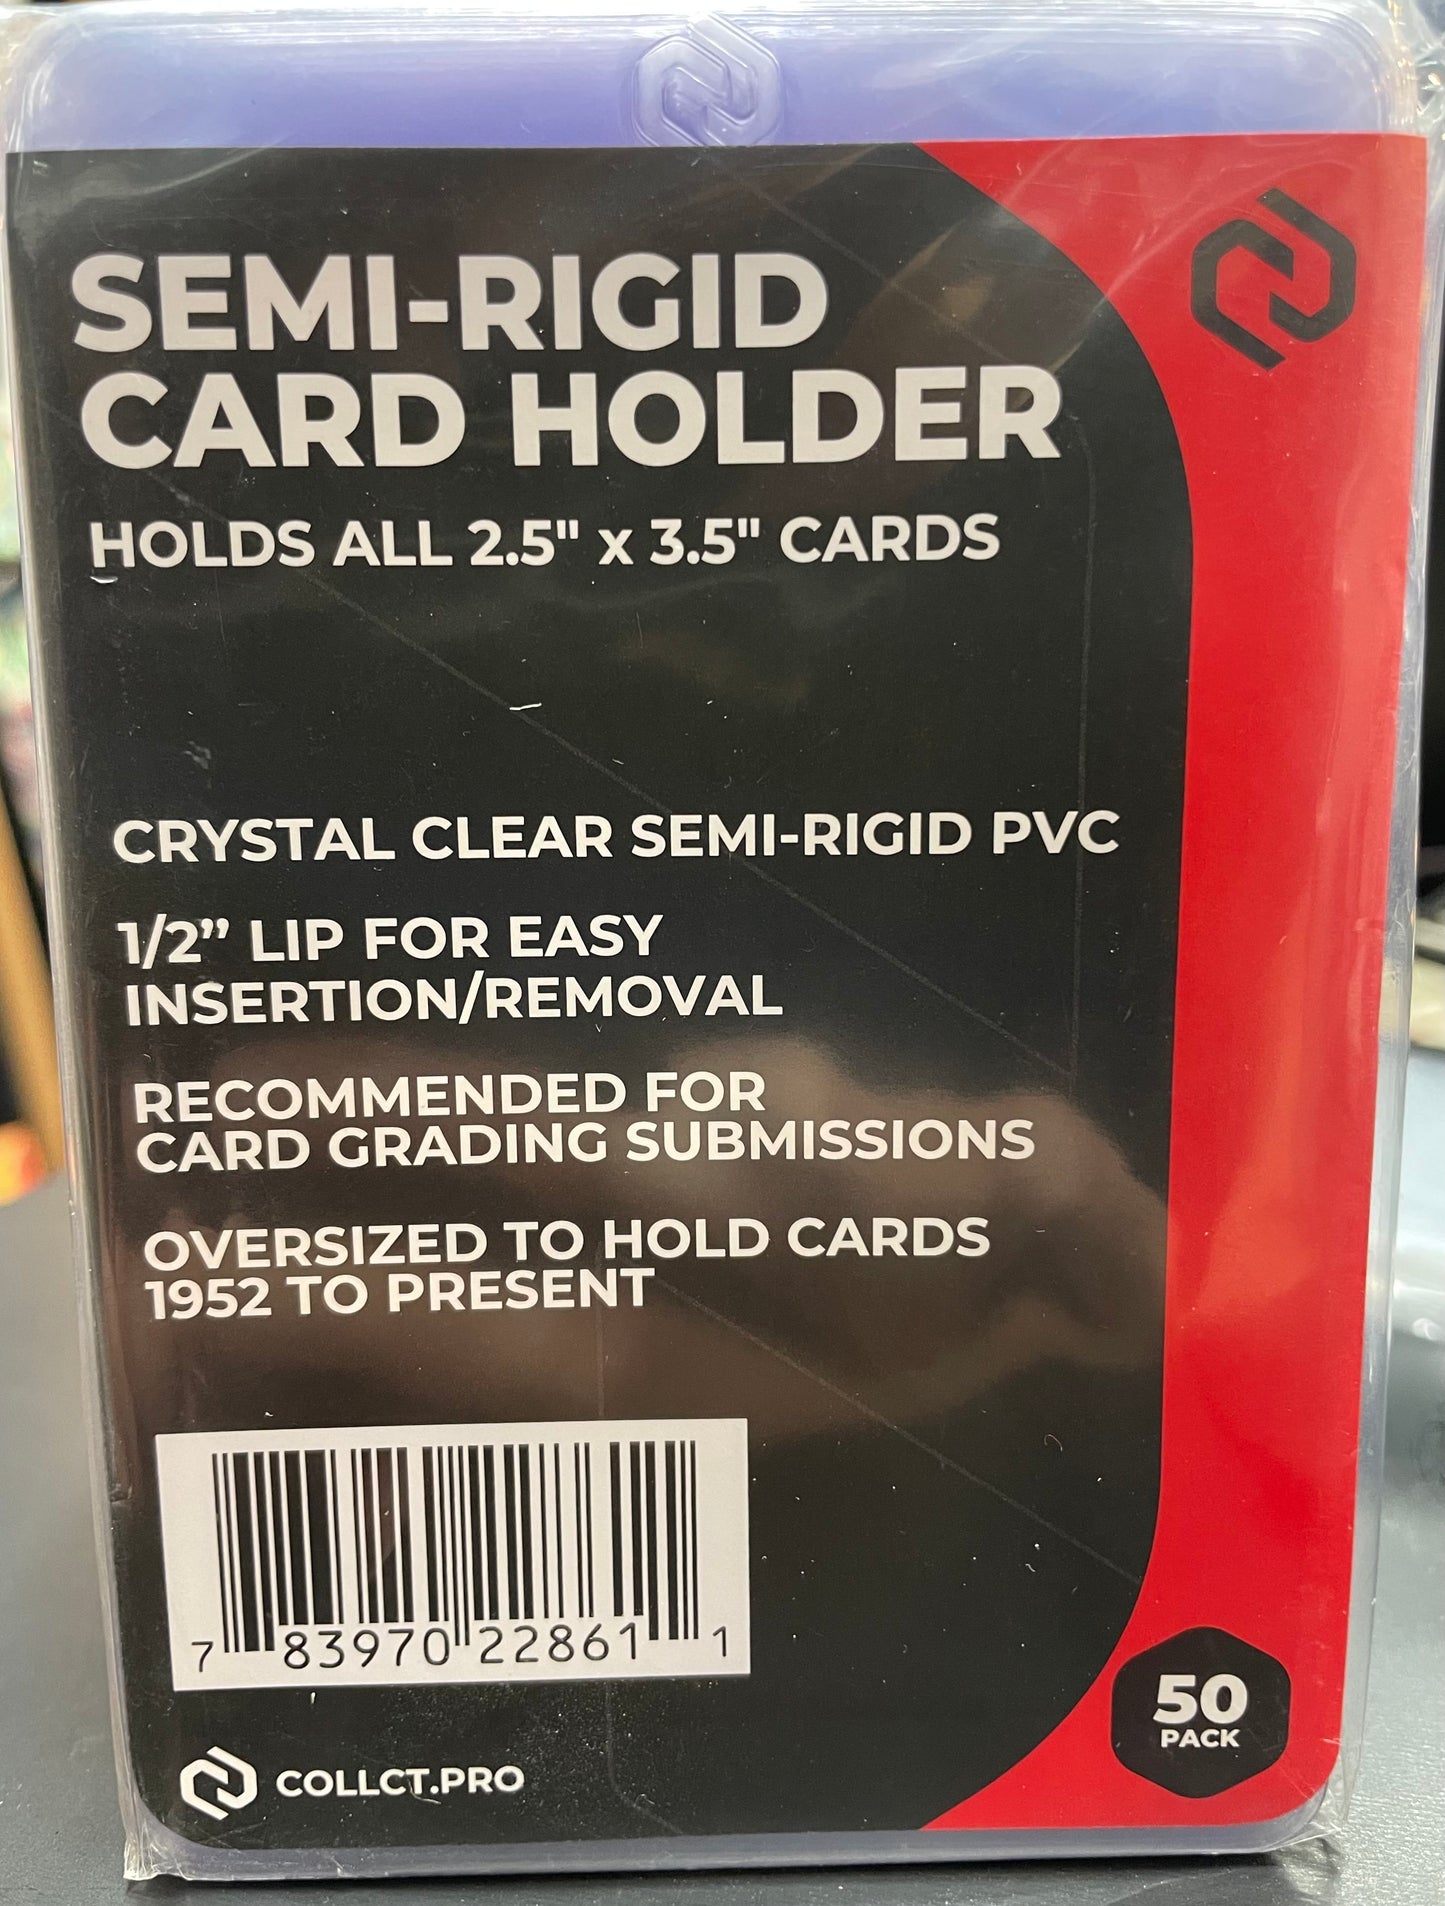 SEMI-RIGID
CARD HOLDER
HOLDS ALL 2.5" x 3.5" CARDS
CRYSTAL CLEAR SEMI-RIGID PVC
1/2” LIP FOR EASY
INSERTION/REMOVAL
RECOMMENDED FOR
CARD GRADING SUBMISSIONS
OVERSIZED TO HOLD CARDS
1952 TO PRESENT
7 83970 22861 1
COLLCT.PRO
50
PACK